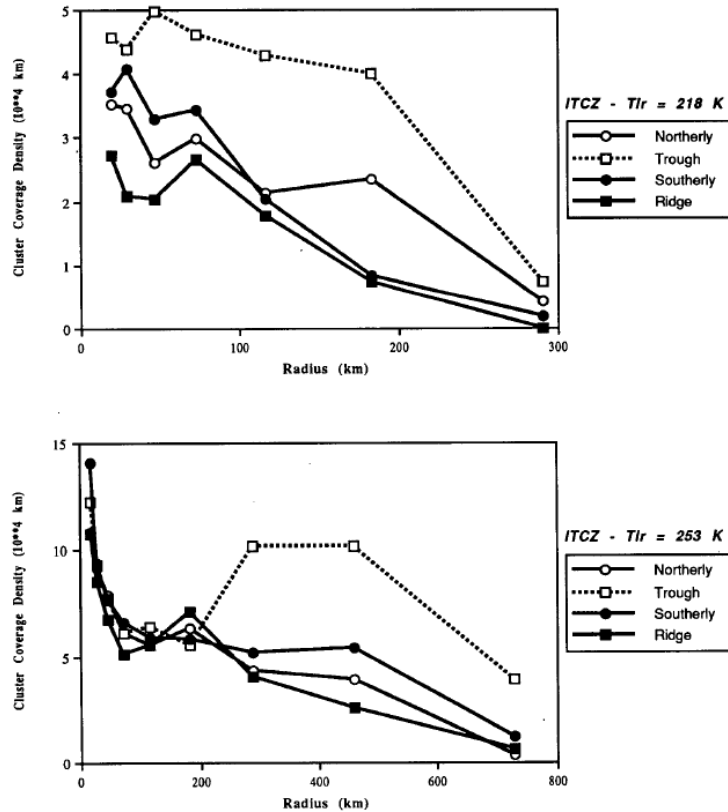 5
4
3
2
1
0
0
100
200
300
Cluster Coverage Density (10**4 km)
Radius (km)
ITCZ - TIr = 218 K
Northerly
Trough
Southerly
Ridge
15
10
5
0
0
200
400
600
800
Cluster Coverage Density (10**4 km)
Radius (km)
ITCZ - TIr = 253 K
Northerly
Trough
Southerly
Ridge